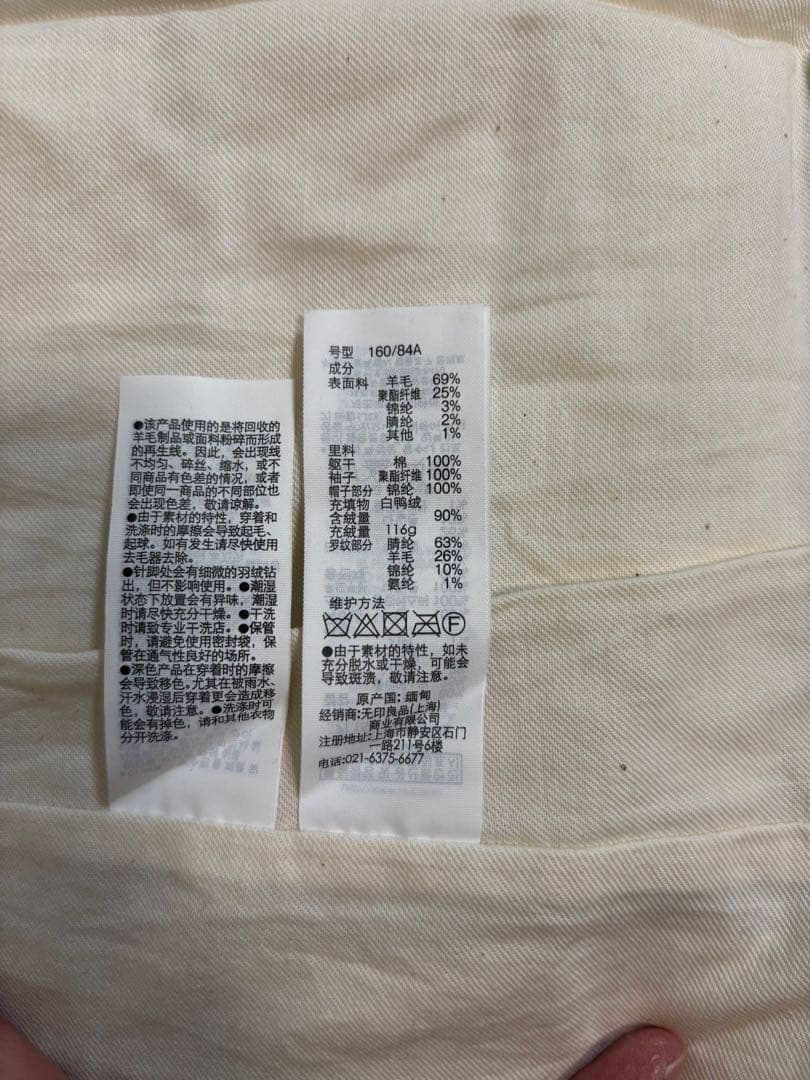 ●该产品使用的是将回收的
羊毛制品或面料粉碎而形成
的再生线。因此，会出现线
不均匀、碎丝、缩水，或不
同商品有色差的情况，或者
即使同一商品的不同部位也
会出现色差，敬请谅解。
●由于素材的特性，穿着和
洗涤时的摩擦会导致起毛、
起球。如有发生请尽快使用
去毛器去除。
●针脚处会有细微的羽绒钻
出，但不影响使用。●潮湿
状态下放置会有异味，潮湿
时请尽快充分干燥。●干洗
时请致专业干洗店。●保管
时，请避免使用密封袋，保
管在通气性良好的场所。
●深色产品在穿着时的摩擦
会导致移色。尤其在被雨水、
汗水浸湿后穿着更会造成移
色，敬请注意。●洗涤时可
能会有掉色，请和其他衣物
分开洗涤。
号型 160/84A
成分
表面料 羊毛 69%
聚酯纤维 25%
锦纶 3%
腈纶 2%
其他 1%
里料
躯干 棉 100%
袖子 聚酯纤维 100%
帽子部分 锦纶 100%
充填物 白鸭绒
含绒量 90%
充绒量 116g
罗纹部分 腈纶 63%
羊毛 26%
锦纶 10%
氨纶 1%
维护方法
F
●由于素材的特性，如未
充分脱水或干燥，可能会
导致斑渍，敬请注意。
原产国：缅甸
经销商：无印良品(上海)
商业有限公司
注册地址：上海市静安区石门
一路211号6楼
电话：021-6375-6677